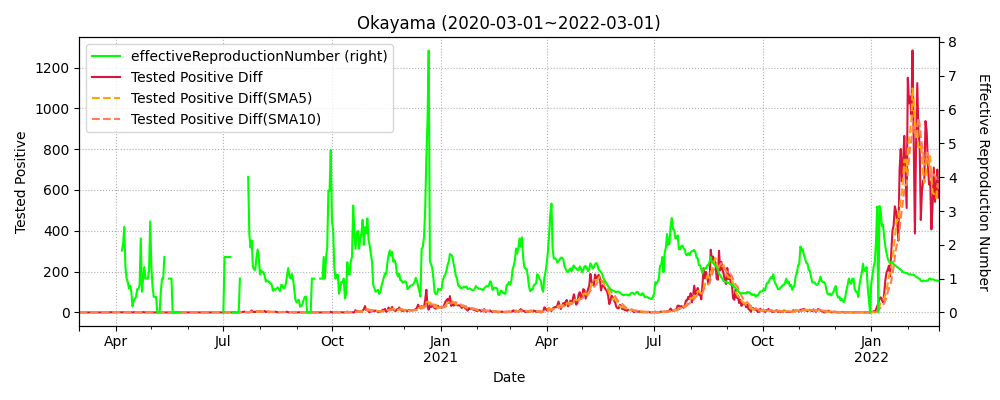 Okayama (2020-03-01~2022-03-01)
effectiveReproductionNumber (right)
Tested Positive Diff
Tested Positive Diff(SMA5)
Tested Positive Diff(SMA10)
Tested Positive
1200
1000
800
600
400
200
0
8
7
6
5
4
3
2
1
0
Effective Reproduction Number
Apr
Jul
Oct
Jan
2021
Apr
Jul
Oct
Jan
2022
Date